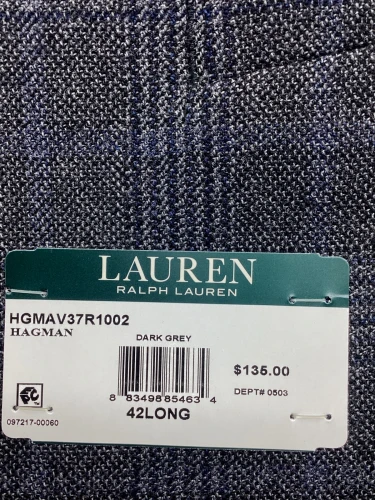 LAUREN
RALPH LAUREN
HGMAV37R1002
HAGMAN
DARK GREY
$135.00
8 83498 85463 4
DEPT# 0503
42LONG
097217-00060